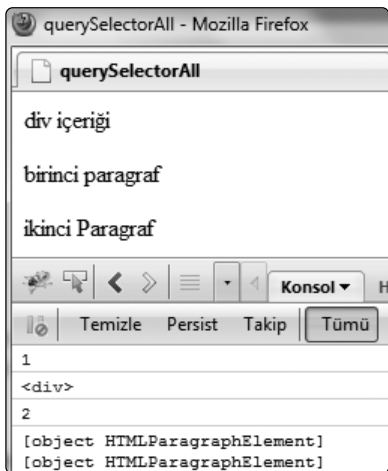 querySelectorAll - Mozilla Firefox
querySelectorAll
div içeriği
birinci paragraf
ikinci Paragraf
Konsol
Temizle Persist Takip Tümü
1
<div>
2
[object HTMLParagraphElement]
[object HTMLParagraphElement]